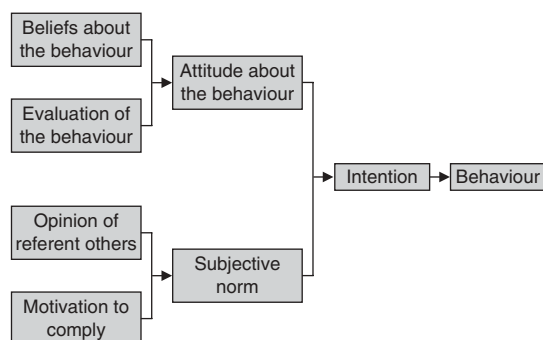 Beliefs about
the behaviour
Evaluation of
the behaviour
Attitude about
the behaviour
Opinion of
referent others
Motivation to
comply
Subjective
norm
Intention
Behaviour